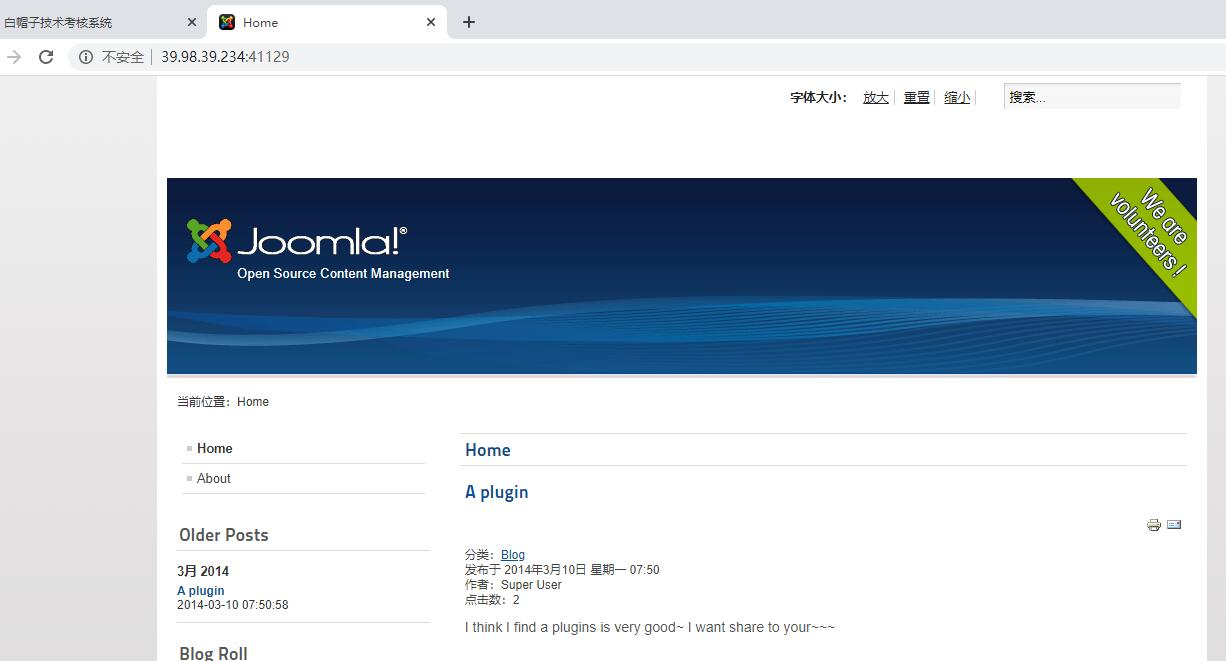 白帽子技术考核系统
Home
不安全 39.98.39.234:41129
字体大小： 放大 重置 缩小 搜索...
We are volunteers !
Joomla!®
Open Source Content Management
当前位置：Home
Home
About
Older Posts
3月 2014
A plugin
2014-03-10 07:50:58
Blog Roll
Home
A plugin
分类：Blog
发布于 2014年3月10日 星期一 07:50
作者：Super User
点击数：2
I think I find a plugins is very good~ I want share to your~~~